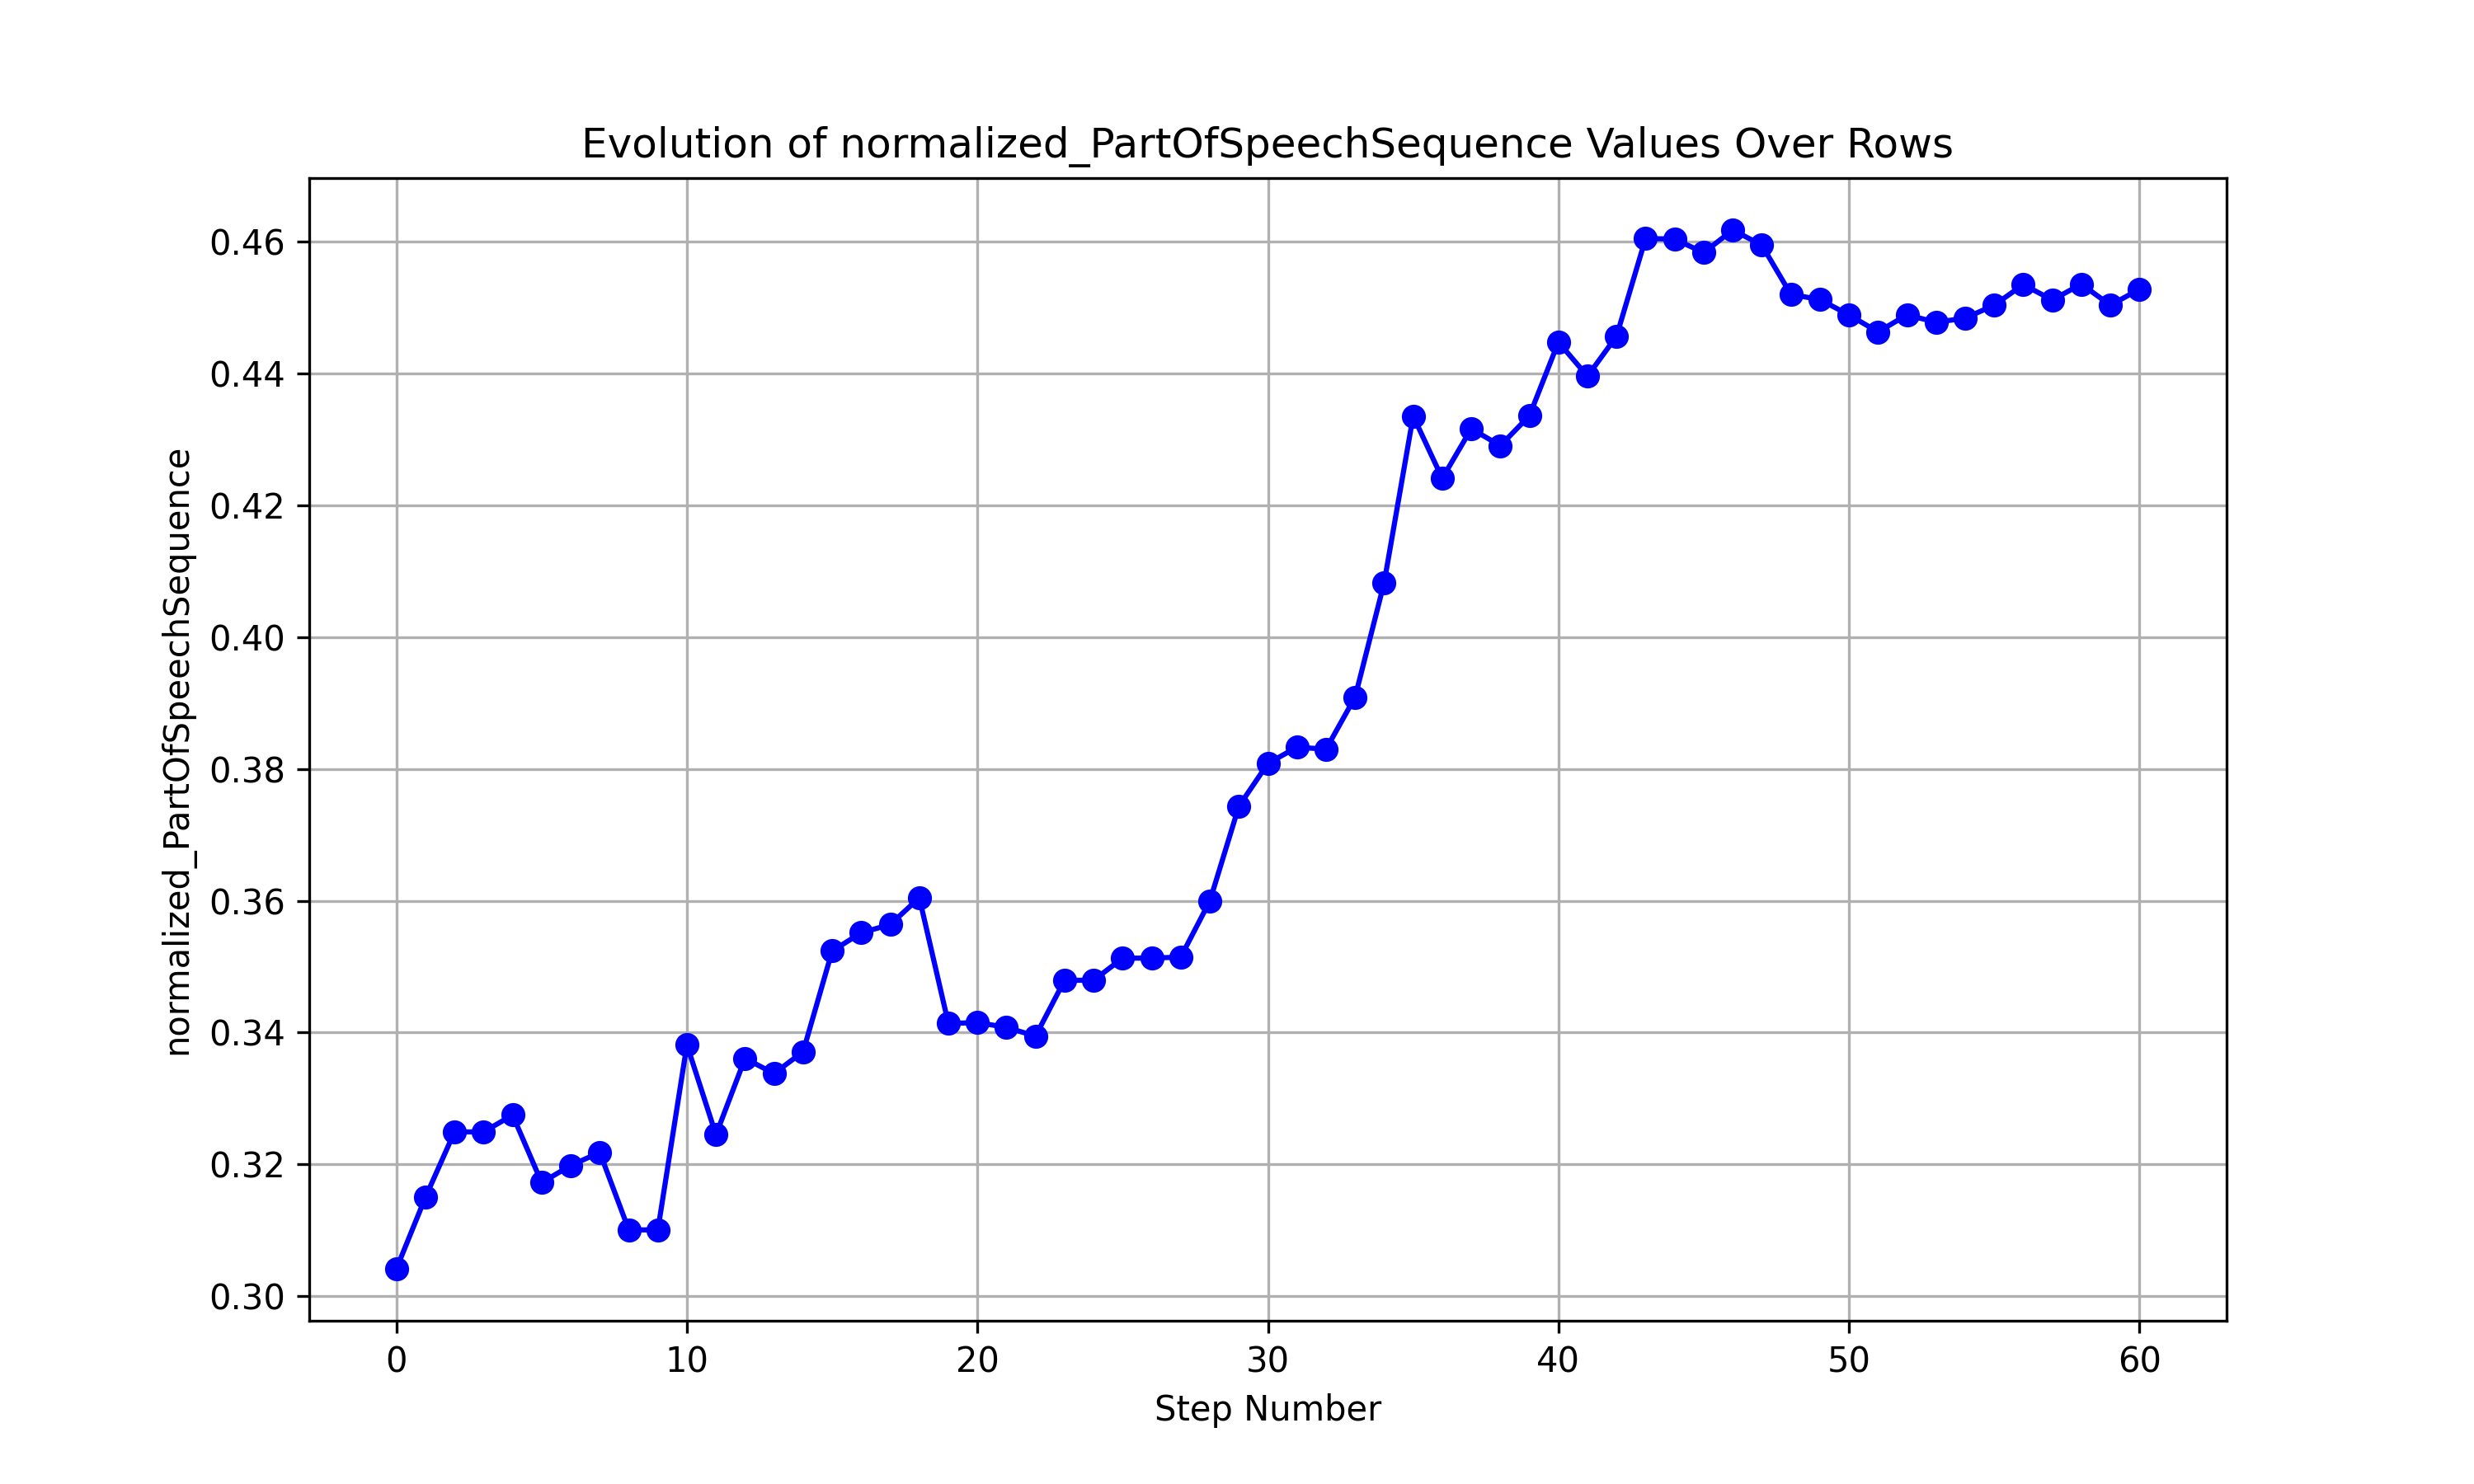 Evolution of normalized_PartOfSpeechSequence Values Over Rows
normalized_PartOfSpeechSequence
0.46
0.44
0.42
0.40
0.38
0.36
0.34
0.32
0.30
0 10 20 30 40 50 60
Step Number